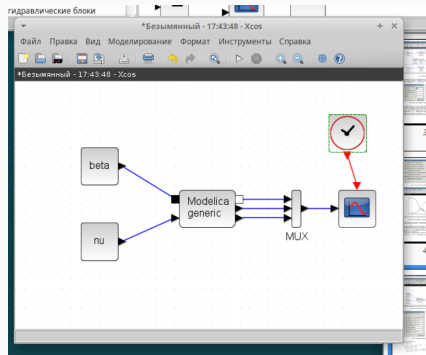 гидравлические блоки
*Безымянный - 17:43:48 - Xcos
Файл Правка Вид Моделирование Формат Инструменты Справка
*Безымянный - 17:43:48 - Xcos
beta
Modelica
generic
nu
MUX